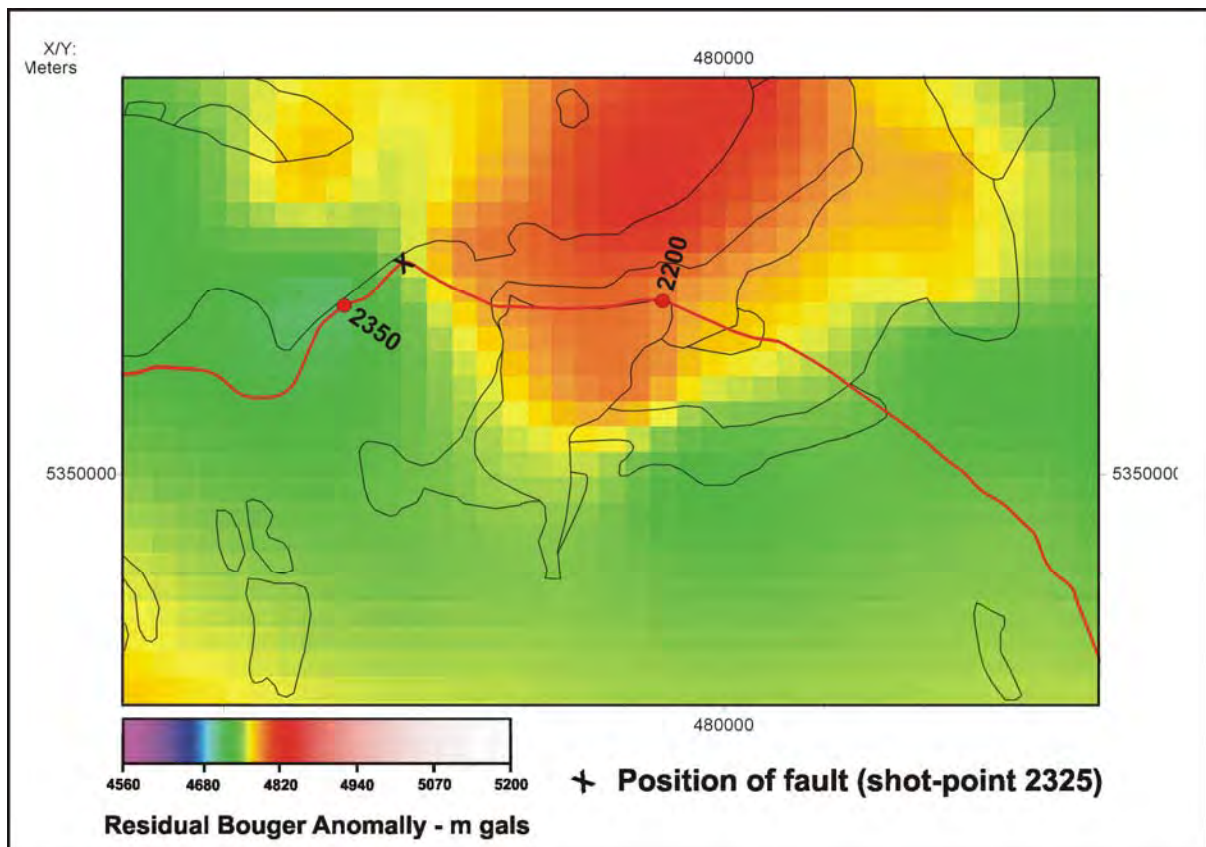 X/Y:
Meters
480000
2200
2350
5350000
5350000
480000
4560 4680 4820 4940 5070 5200
Position of fault (shot-point 2325)
Residual Bouger Anomally - m gals